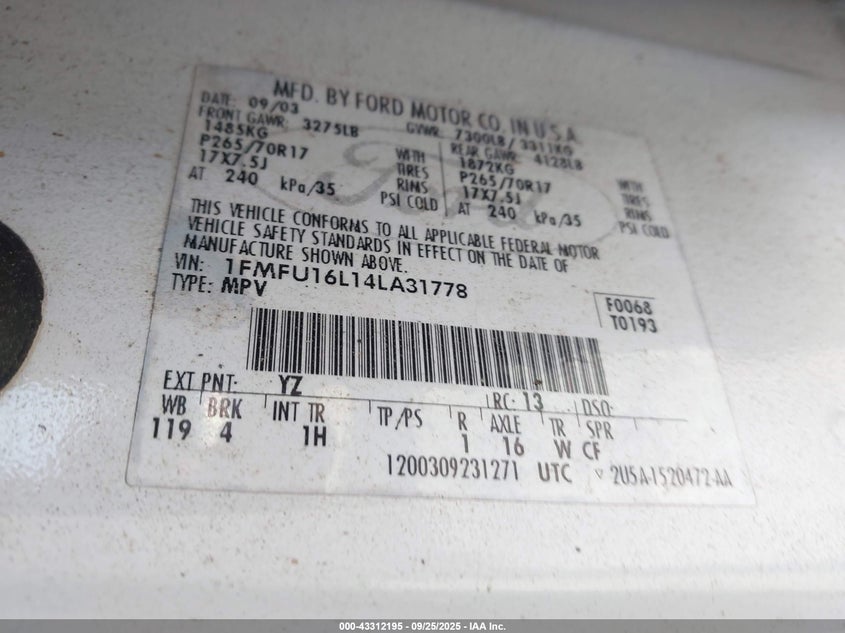 MFD. BY FORD MOTOR CO. IN U S A
DATE: 09/03 GVWR: 7300LB/ 3311KG
FRONT GAWR: 3275LB REAR GAWR: 4128LB
1485KG WITH 1872KG WITH
P265/70R17 TIRES P265/70R17 TIRES
17X7.5J RIMS 17X7.5J RIMS
AT 240 kPa/35 PSI COLD AT 240 kPa/35 PSI COLD
Ford
THIS VEHICLE CONFORMS TO ALL APPLICABLE FEDERAL MOTOR
VEHICLE SAFETY STANDARDS IN EFFECT ON THE DATE OF
MANUFACTURE SHOWN ABOVE.
VIN: 1FMFU16L14LA31778
TYPE: MPV
F0068
T0193
EXT PNT: YZ RC: 13 DSO:
WB BRK INT TR TP/PS R AXLE TR SPR
119 4 1H 1 16 W CF
1200309231271 UTC 2U5A-1520472-AA
000-43312195 - 09/25/2025 - IAA Inc.